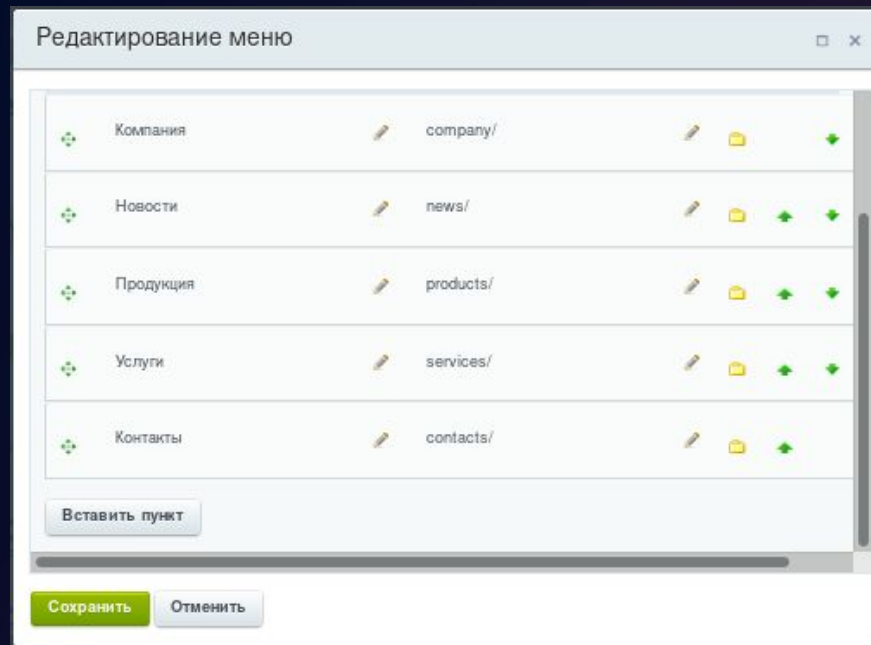 Редактирование меню
Компания company/
Новости news/
Продукция products/
Услуги services/
Контакты contacts/
Вставить пункт
Сохранить Отменить